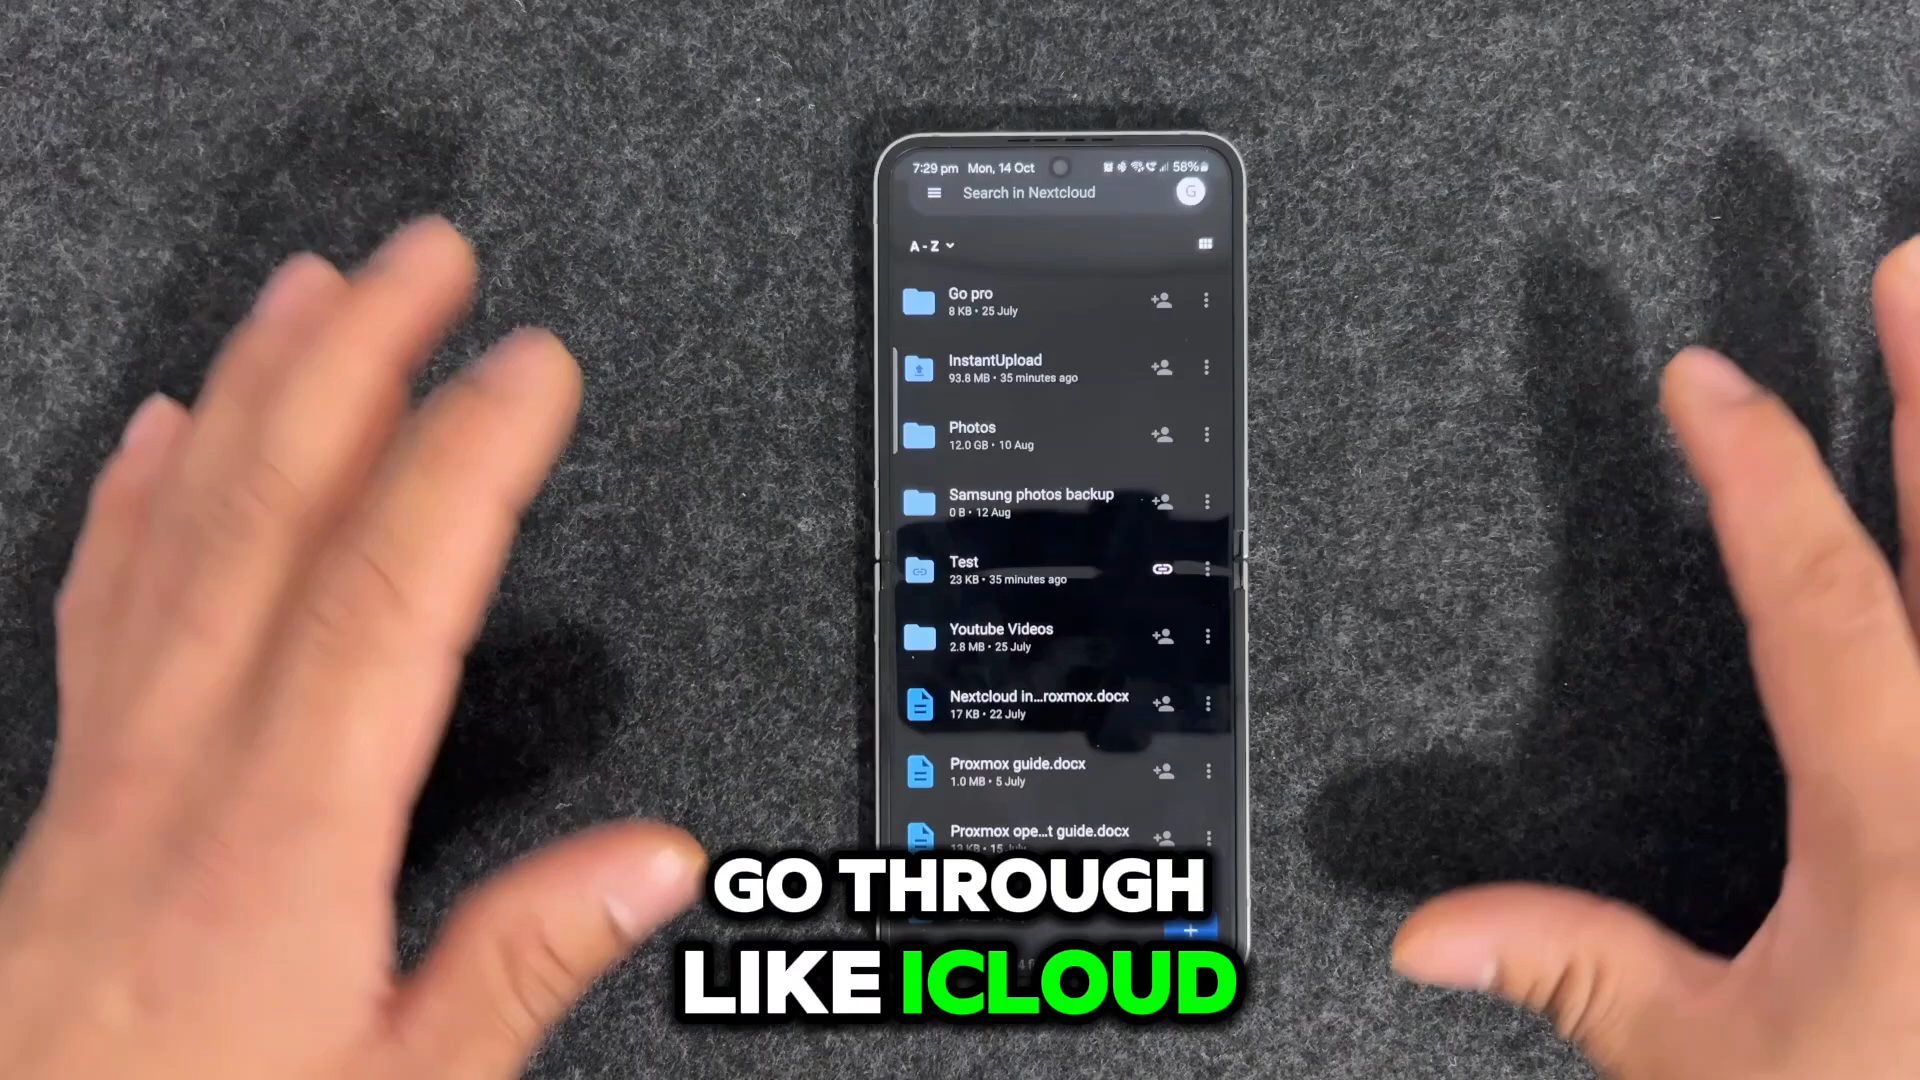 7:29 pm Mon, 14 Oct 58%
Search in Nextcloud
G
A - Z
Go pro
8 KB • 25 July
InstantUpload
93.8 MB • 35 minutes ago
Photos
12.0 GB • 10 Aug
Samsung photos backup
0 B • 12 Aug
Test
23 KB • 35 minutes ago
Youtube Videos
2.8 MB • 25 July
Nextcloud in...roxmox.docx
17 KB • 22 July
Proxmox guide.docx
1.0 MB • 5 July
Proxmox ope...t guide.docx
13 KB • 15 July
GO THROUGH
LIKE ICLOUD